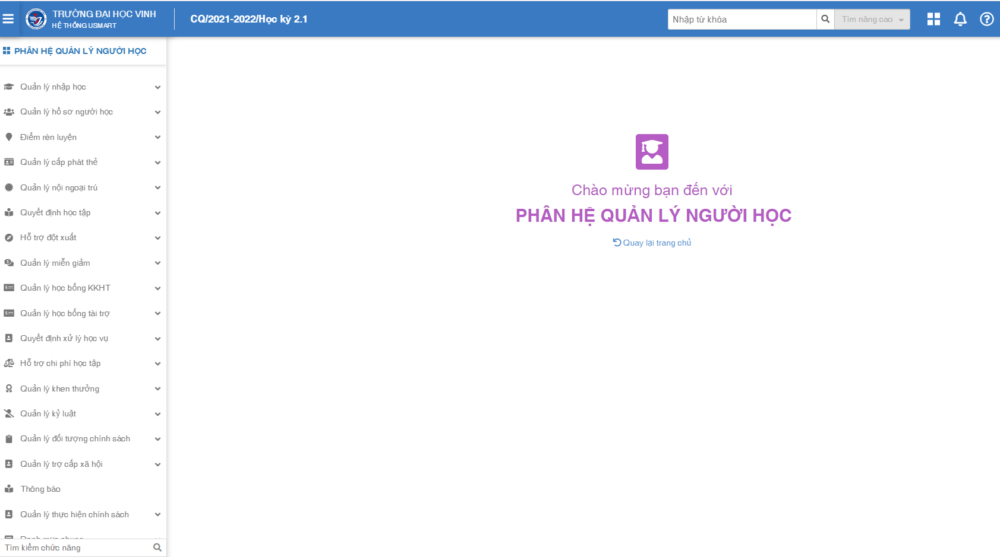 TRƯỜNG ĐẠI HỌC VINH
HỆ THỐNG USMART
CQ/2021-2022/Học kỳ 2.1
Nhập từ khóa
Tìm nâng cao
PHÂN HỆ QUẢN LÝ NGƯỜI HỌC
Quản lý nhập học
Quản lý hồ sơ người học
Điểm rèn luyện
Quản lý cấp phát thẻ
Quản lý nội ngoại trú
Quyết định học tập
Hỗ trợ đột xuất
Quản lý miễn giảm
Quản lý học bổng KKHT
Quản lý học bổng tài trợ
Quyết định xử lý học vụ
Hỗ trợ chi phí học tập
Quản lý khen thưởng
Quản lý kỷ luật
Quản lý đối tượng chính sách
Quản lý trợ cấp xã hội
Thông báo
Quản lý thực hiện chính sách
Danh mục chung
Tìm kiếm chức năng
Chào mừng bạn đến với
PHÂN HỆ QUẢN LÝ NGƯỜI HỌC
Quay lại trang chủ